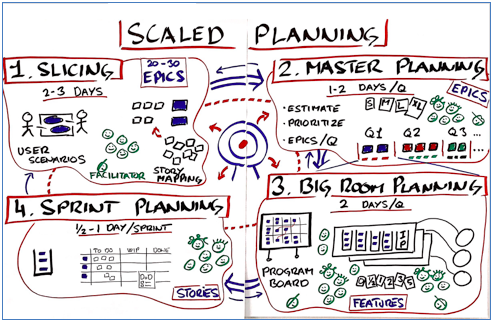 SCALED PLANNING
1. SLICING
20-30
EPICS
2-3 DAYS
USER
SCENARIOS
FACILITATOR
STORY
MAPPING
2. MASTER PLANNING
1-2 DAYS/Q
EPICS
• ESTIMATE
• PRIORITIZE
• EPICS/Q
S M L XL
Q1 Q2 Q3 ...
3. BIG ROOM PLANNING
2 DAYS/Q
PROGRAM
BOARD
FEATURES
4. SPRINT PLANNING
1/2-1 DAY/SPRINT
TO DO WIP DONE
DoD
STORIES